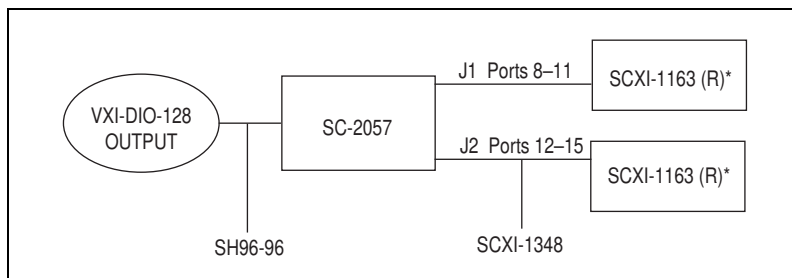 VXI-DIO-128
OUTPUT
SH96-96
SC-2057
J1 Ports 8–11
SCXI-1163 (R)*
J2 Ports 12–15
SCXI-1163 (R)*
SCXI-1348